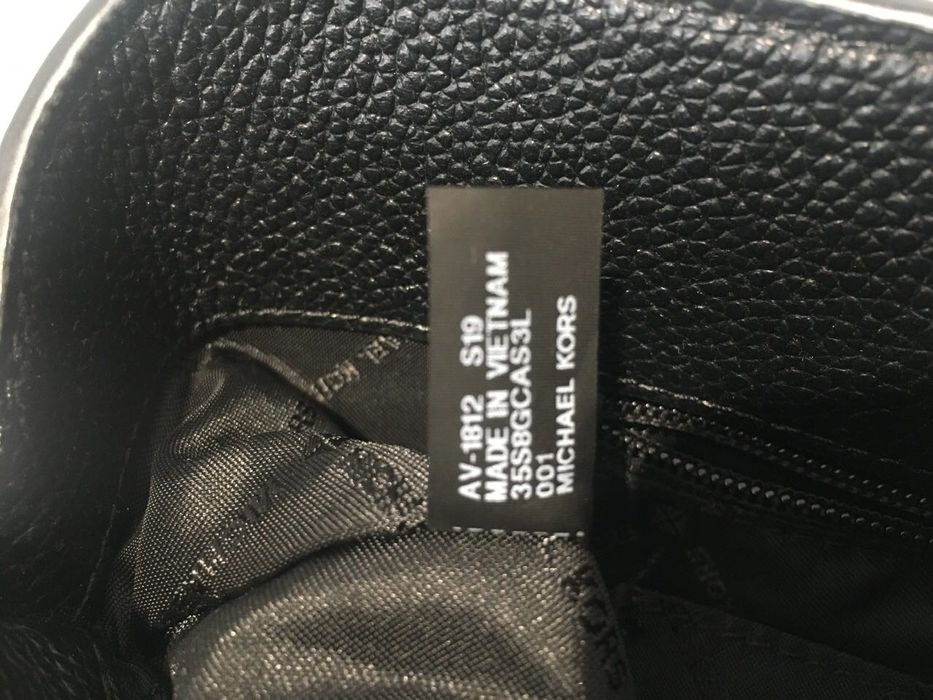 AV-1812 S19
MADE IN VIETNAM
35S8GCAS3L
001
MICHAEL KORS